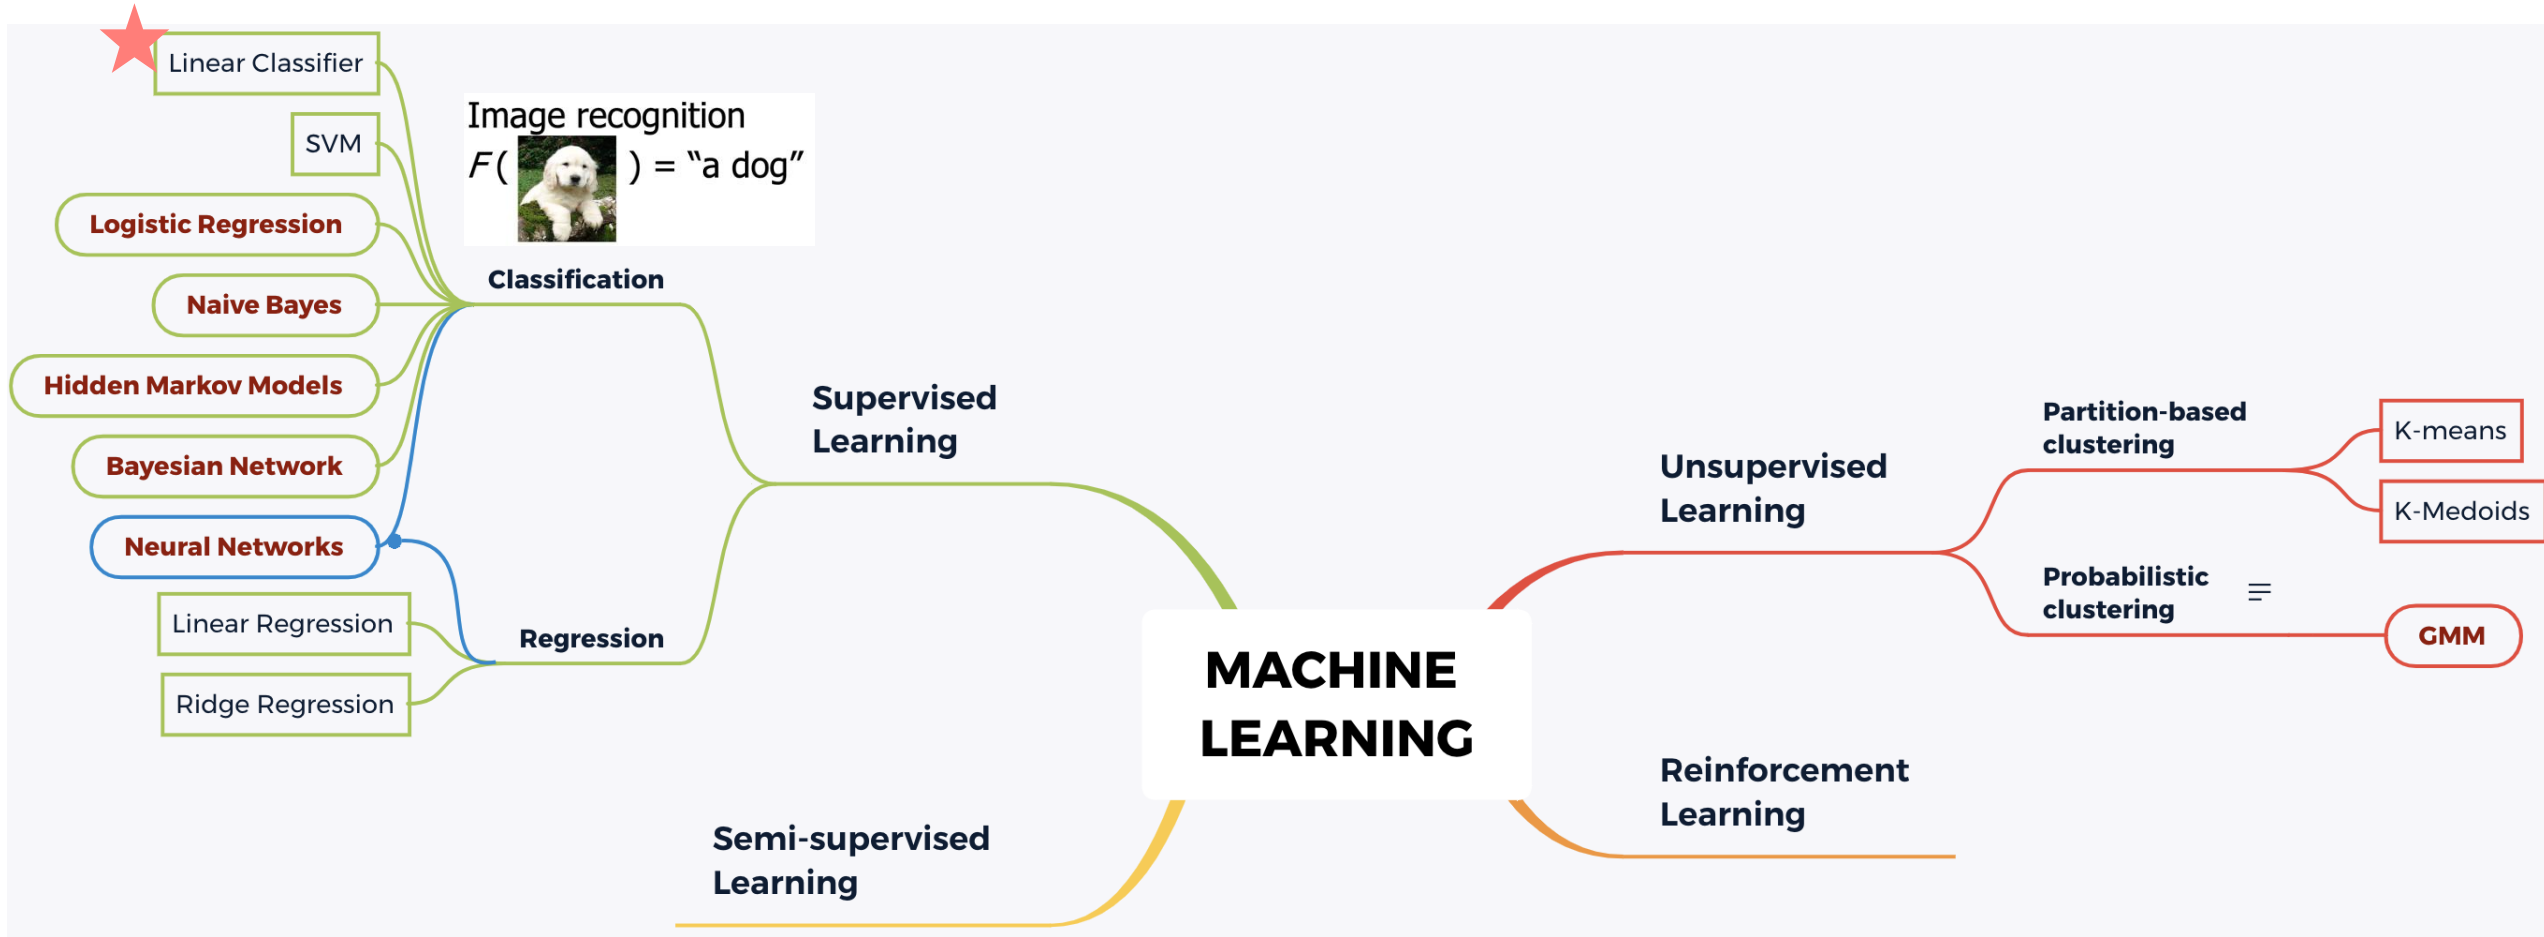 Linear Classifier
SVM
Logistic Regression
Naive Bayes
Hidden Markov Models
Bayesian Network
Neural Networks
Linear Regression
Ridge Regression
Image recognition
F( ) = “a dog”
Classification
Regression
Supervised
Learning
Semi-supervised
Learning
MACHINE
LEARNING
Unsupervised
Learning
Partition-based
clustering
K-means
K-Medoids
Probabilistic
clustering
GMM
Reinforcement
Learning